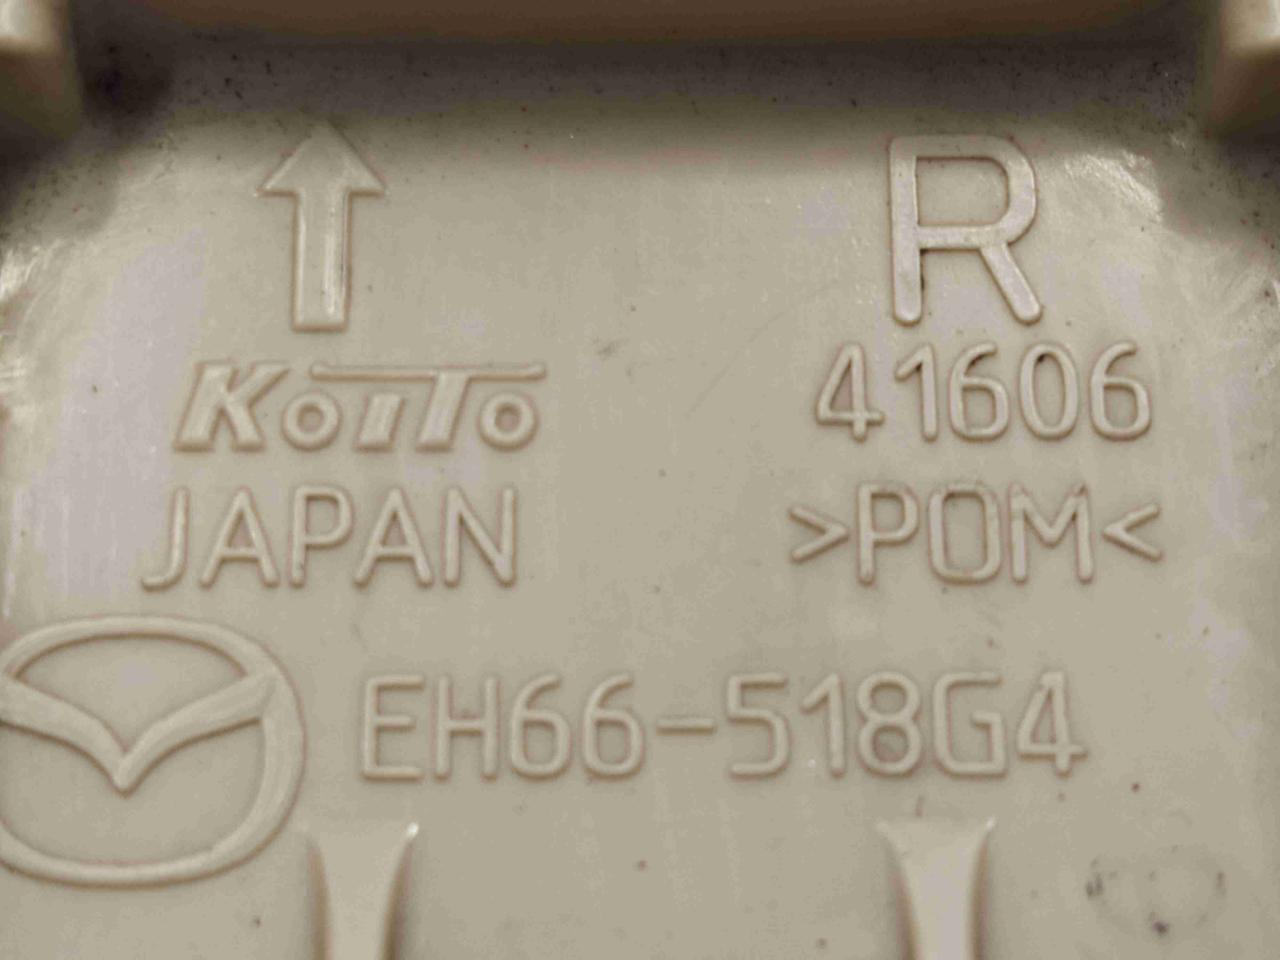 R
KOITO
41606
JAPAN
>POM<
EH66-518G4